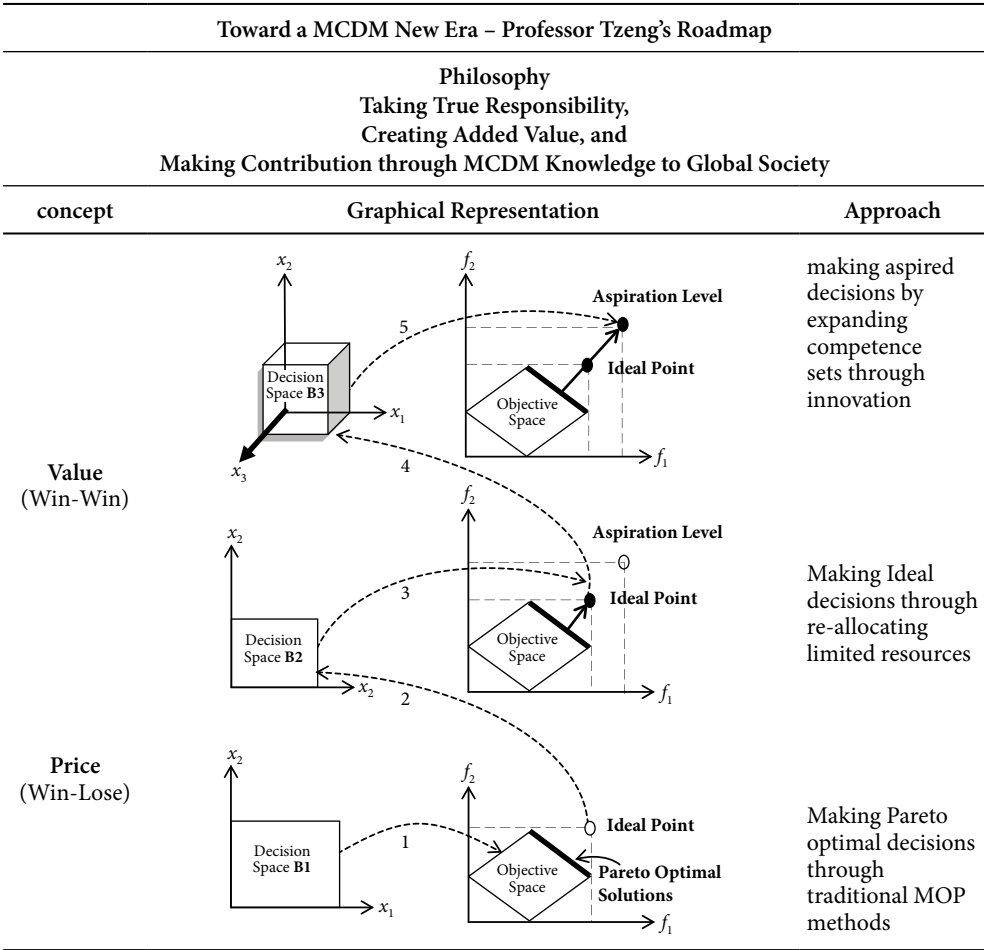 Toward a MCDM New Era – Professor Tzeng's Roadmap
Philosophy
Taking True Responsibility,
Creating Added Value, and
Making Contribution through MCDM Knowledge to Global Society
concept
Graphical Representation
Approach
Value
(Win-Win)
x2
Decision
Space B3
x1
x3
5
4
f2
Aspiration Level
Ideal Point
Objective
Space
f1
making aspired
decisions by
expanding
competence
sets through
innovation
x2
Decision
Space B2
x2
3
2
f2
Aspiration Level
Ideal Point
Objective
Space
f1
Making Ideal
decisions through
re-allocating
limited resources
Price
(Win-Lose)
x2
Decision
Space B1
x1
1
f2
Ideal Point
Objective
Space
Pareto Optimal
Solutions
f1
Making Pareto
optimal decisions
through
traditional MOP
methods